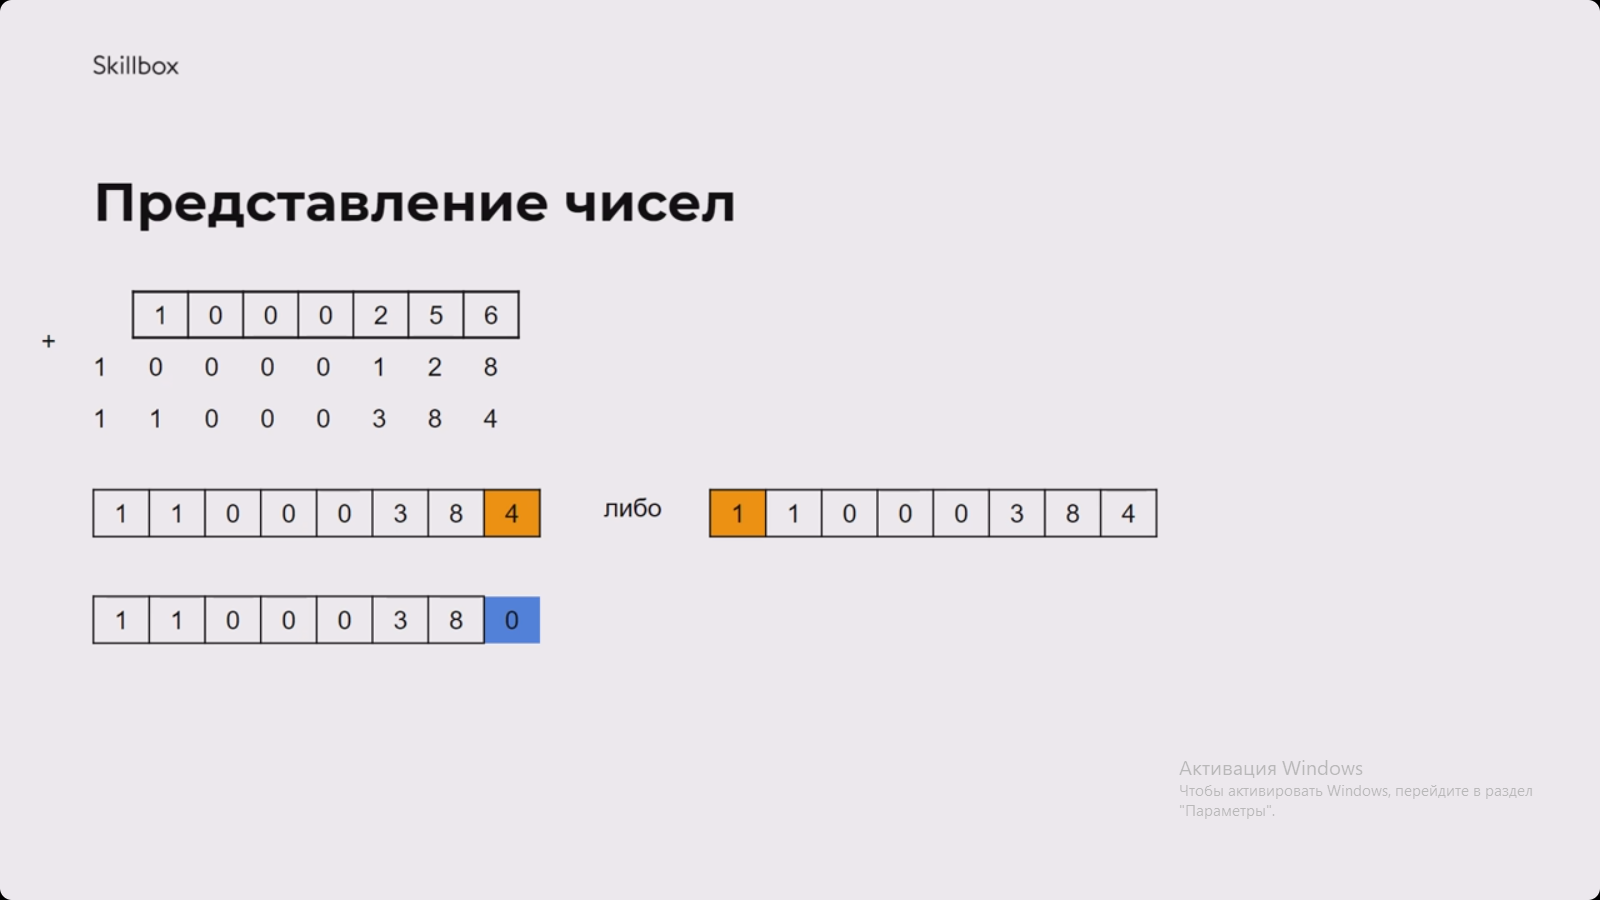 Skillbox
Представление чисел
1 0 0 0 2 5 6
+
1 0 0 0 0 1 2 8
1 1 0 0 0 3 8 4
1 1 0 0 0 3 8 4 либо 1 1 0 0 0 3 8 4
1 1 0 0 0 3 8 0
Активация Windows
Чтобы активировать Windows, перейдите в раздел
"Параметры".